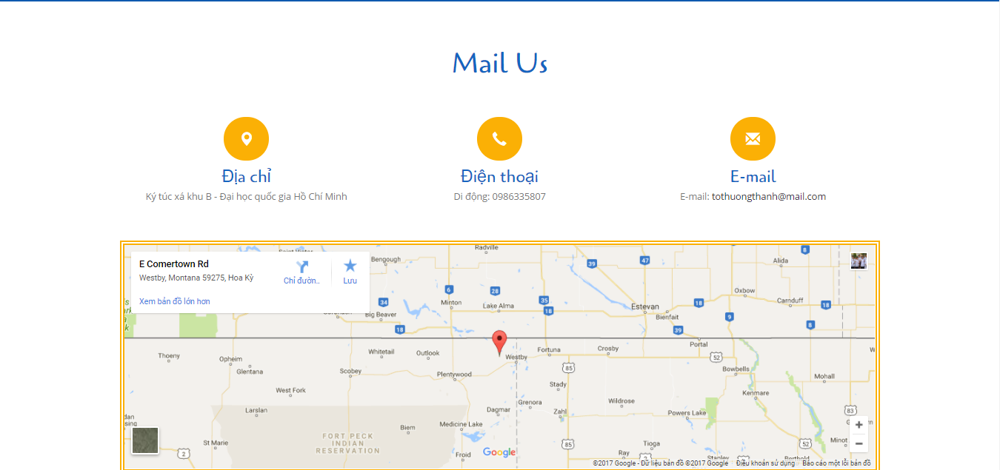 Mail Us
Địa chỉ
Ký túc xá khu B - Đại học quốc gia Hồ Chí Minh
Điện thoại
Di động: 0986335807
E-mail
E-mail: tothuongthanh@mail.com
E Comertown Rd
Westby, Montana 59275, Hoa Kỳ
Chỉ đườn..
Lưu
Xem bản đồ lớn hơn
Radville
Bengough
39
47
8
Alida
6
28
Oxbow
34
Minton
Lake Alma
35
18
Estevan
18
Carnduff
18
Big Beaver
Bienfait
9
18
39
8
Thoeny
Opheim
Glentana
Whitetail
Outlook
Westby
Fortuna
Crosby
Portal
52
Scobey
Plentywood
85
Bowbells
Mohall
West Fork
Stady
Kenmare
Larslan
Dagmar
Grenora
Zahl
Wildrose
Powers Lake
83
Biem
Medicine Lake
FORT PECK
INDIAN
RESERVATION
St Marie
2
Froid
85
Ray
Tioga
52
Minot
Google
2
Stanley
Berthold
©2017 Google - Dữ liệu bản đồ ©2017 Google
Điều khoản sử dụng
Báo cáo một lỗi bản đồ
+
−